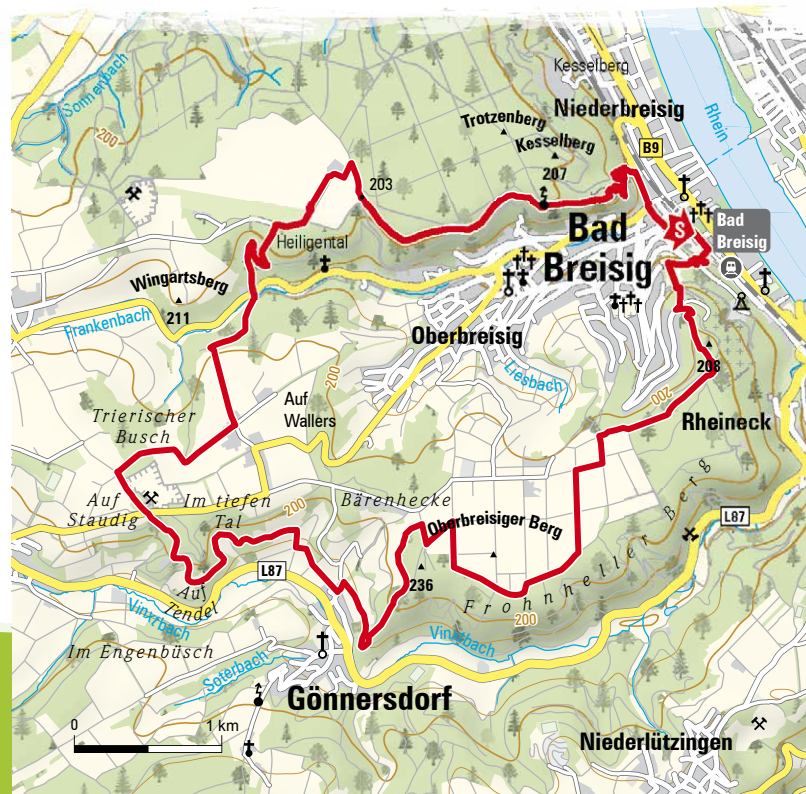 Kesselberg
Niederbreisig
Rhein
Sonnenbach
200
Trotzenberg
Kesselberg
207
B9
203
S
Bad
Breisig
Bad
Breisig
Heiligental
Wingartsberg
211
Frankenbach
Oberbreisig
Liesbach
208
200
200
Rheineck
Auf
Wallers
Trierischer
Busch
Auf
Staudig
Im tiefen
Tal
200
Bärenhecke
Oberbreisiger Berg
236
Frohnheller Berg
200
L87
L87
Auf
Tendel
Vinxtbach
Vinxtbach
Im Engenbüsch
Soterbach
Gönnersdorf
0
1 km
Niederlützingen